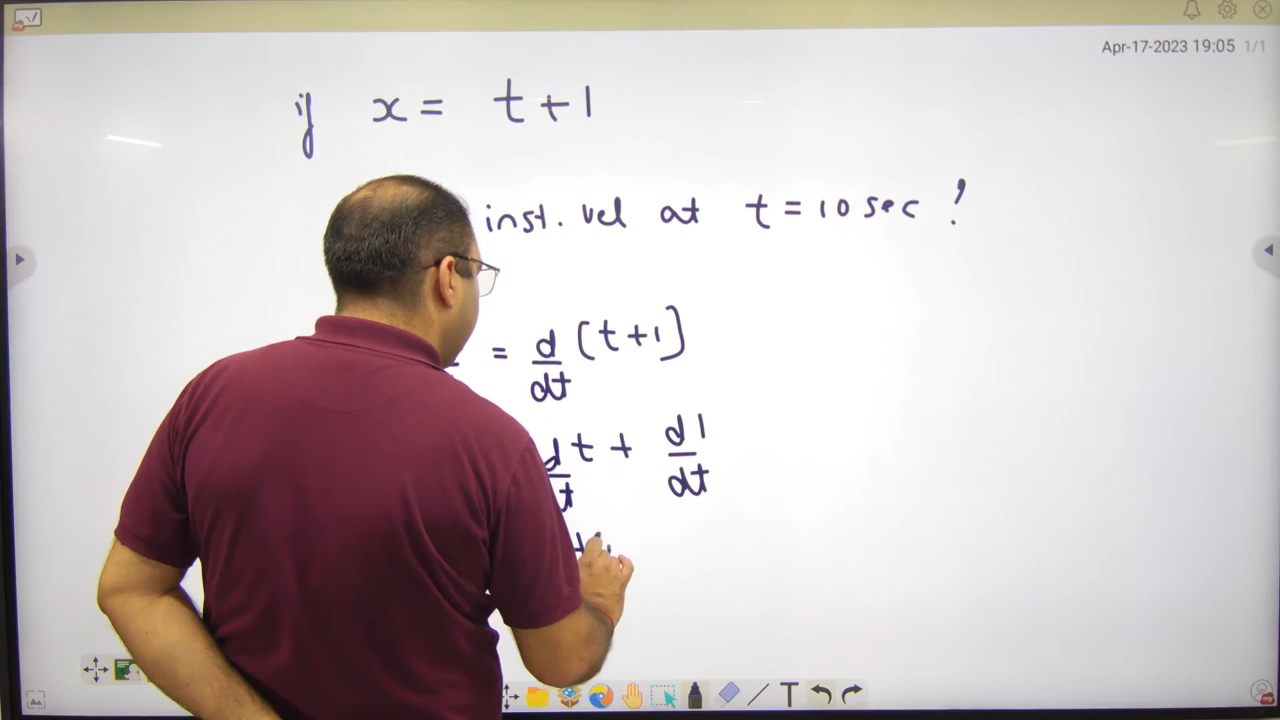 Apr-17-2023 19:05 1/1
if x = t + 1
inst. vel at t = 10 sec ?
= d/dt (t+1)
d/t t + d1/dt
T